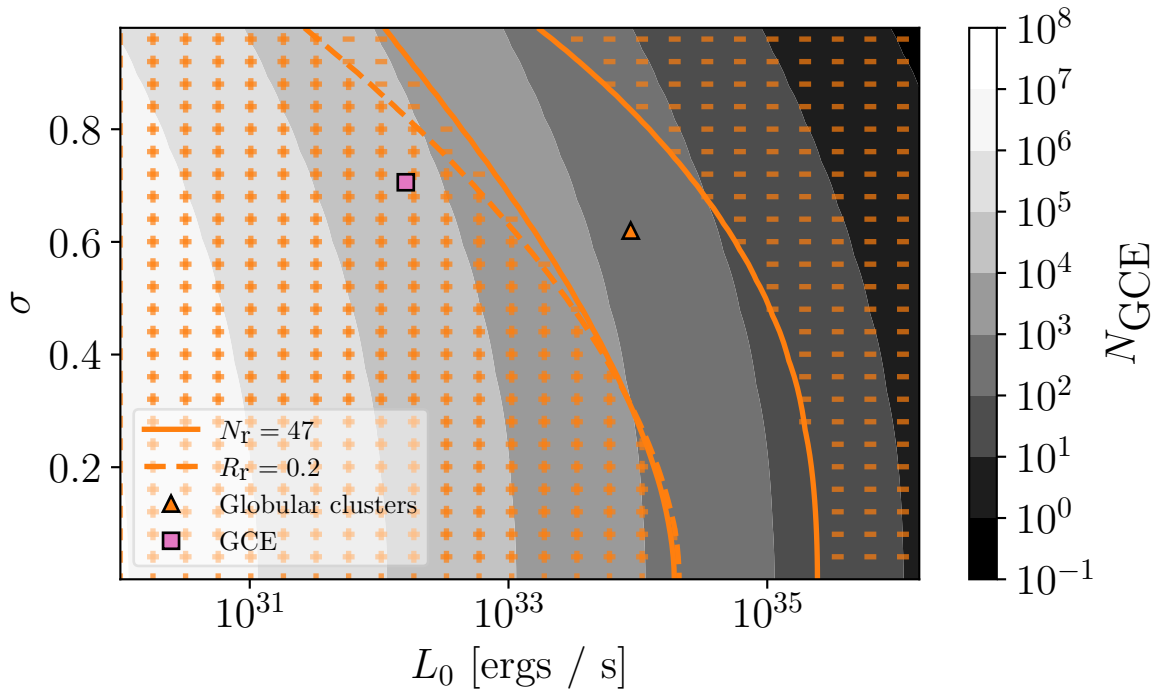 0.8
0.6
0.4
0.2
σ
10^31
10^33
10^35
L_0 [ergs / s]
N_r = 47
R_r = 0.2
Globular clusters
GCE
10^8
10^7
10^6
10^5
10^4
10^3
10^2
10^1
10^0
10^−1
N_GCE